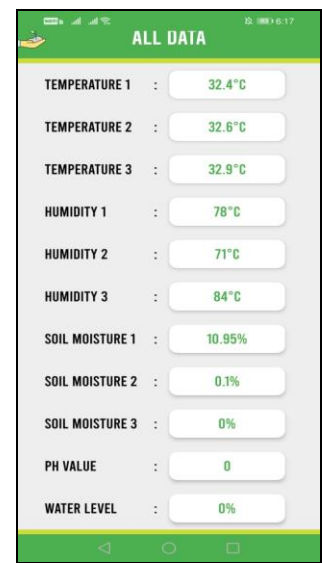 6:17
ALL DATA
TEMPERATURE 1 : 32.4°C
TEMPERATURE 2 : 32.6°C
TEMPERATURE 3 : 32.9°C
HUMIDITY 1 : 78°C
HUMIDITY 2 : 71°C
HUMIDITY 3 : 84°C
SOIL MOISTURE 1 : 10.95%
SOIL MOISTURE 2 : 0.1%
SOIL MOISTURE 3 : 0%
PH VALUE : 0
WATER LEVEL : 0%